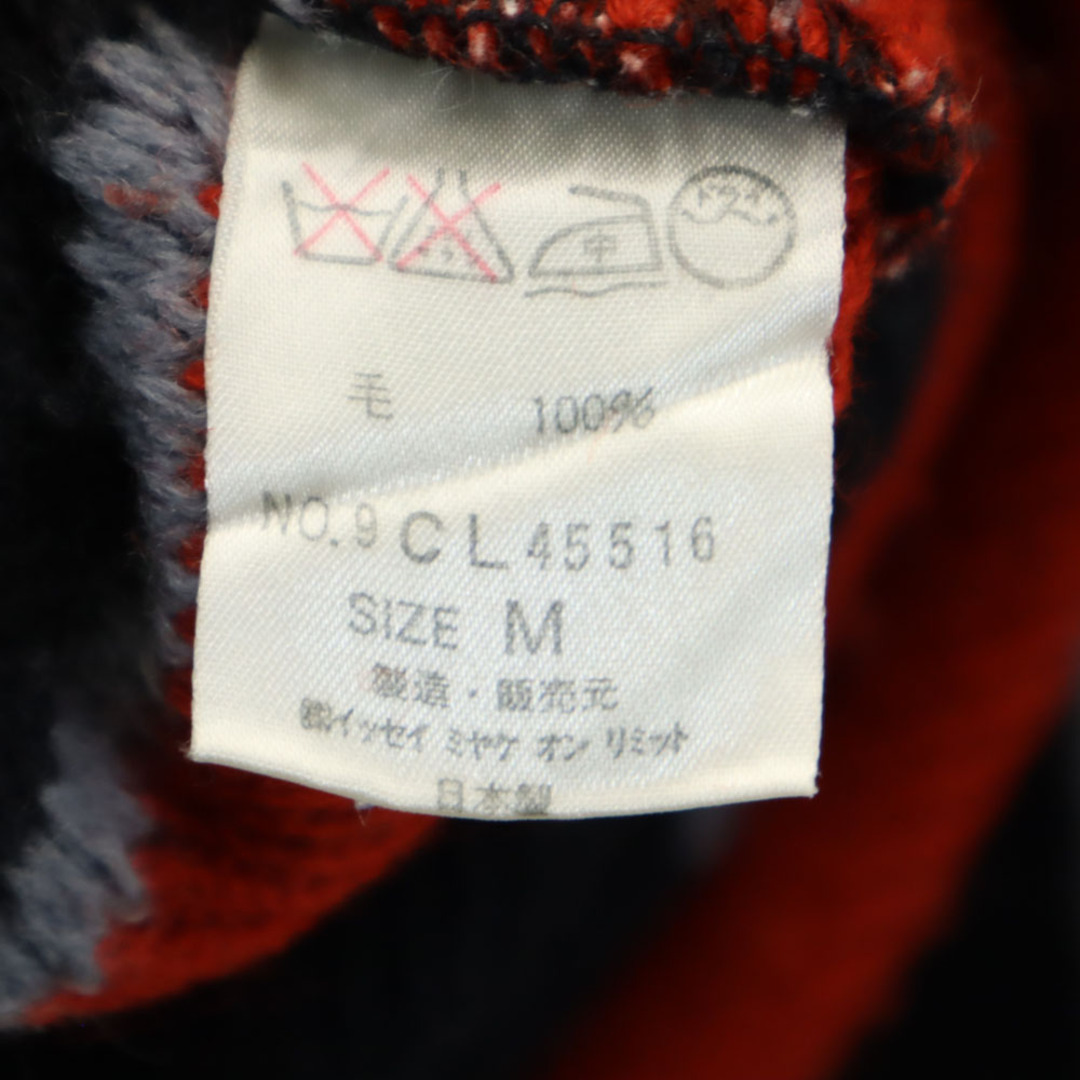 中 ドライ
毛 100%
NO.9 CL45516
SIZE M
製造・販売元
㈱イッセイ ミヤケ オン リミット
日本製